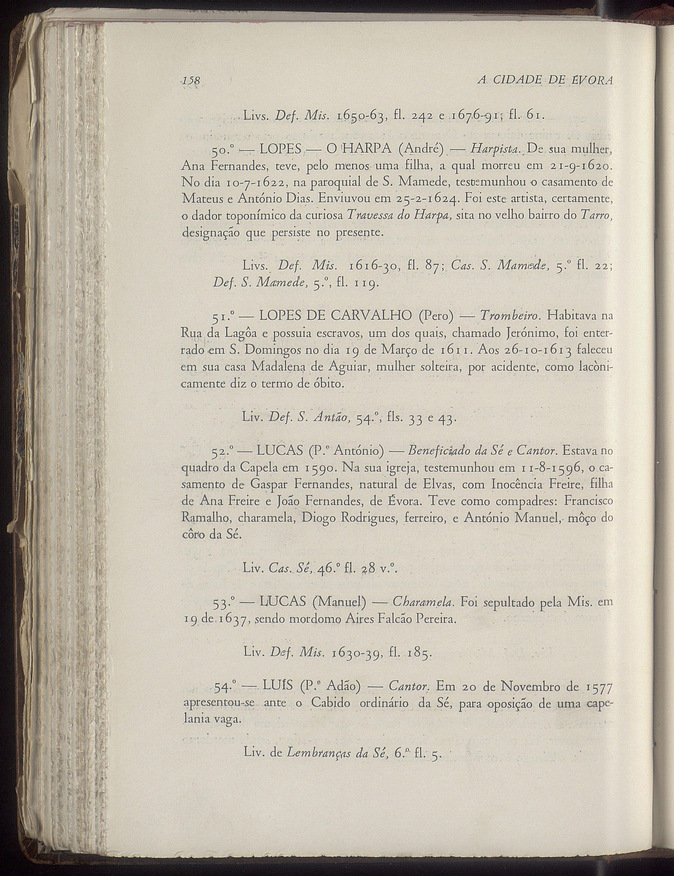 158
A CIDADE DE ÉVORA
Livs. Def. Mis. 1650-63, fl. 242 e 1676-91; fl. 61.
50.º — LOPES — O HARPA (André) — Harpista. De sua mulher,
Ana Fernandes, teve, pelo menos uma filha, a qual morreu em 21-9-1620.
No dia 10-7-1622, na paroquial de S. Mamede, testemunhou o casamento de
Mateus e António Dias. Enviuvou em 25-2-1624. Foi este artista, certamente,
o dador toponímico da curiosa Travessa do Harpa, sita no velho bairro do Tarro,
designação que persiste no presente.
Livs. Def. Mis. 1616-30, fl. 87; Cas. S. Mamede, 5.º fl. 22;
Def. S. Mamede, 5.º, fl. 119.
51.º — LOPES DE CARVALHO (Pero) — Trombeiro. Habitava na
Rua da Lagôa e possuia escravos, um dos quais, chamado Jerónimo, foi enter-
rado em S. Domingos no dia 19 de Março de 1611. Aos 26-10-1613 faleceu
em sua casa Madalena de Aguiar, mulher solteira, por acidente, como lacòni-
camente diz o termo de óbito.
Liv. Def. S. Antão, 54.º, fls. 33 e 43.
52.º — LUCAS (P.º António) — Beneficiado da Sé e Cantor. Estava no
quadro da Capela em 1590. Na sua igreja, testemunhou em 11-8-1596, o ca-
samento de Gaspar Fernandes, natural de Elvas, com Inocência Freire, filha
de Ana Freire e João Fernandes, de Évora. Teve como compadres: Francisco
Ramalho, charamela, Diogo Rodrigues, ferreiro, e António Manuel, môço do
côro da Sé.
Liv. Cas. Sé, 46.º fl. 28 v.º.
53.º — LUCAS (Manuel) — Charamela. Foi sepultado pela Mis. em
19 de 1637, sendo mordomo Aires Falcão Pereira.
Liv. Def. Mis. 1630-39, fl. 185.
54.º — LUÍS (P.º Adão) — Cantor. Em 20 de Novembro de 1577
apresentou-se ante o Cabido ordinário da Sé, para oposição de uma cape-
lania vaga.
Liv. de Lembranças da Sé, 6.º fl. 5.